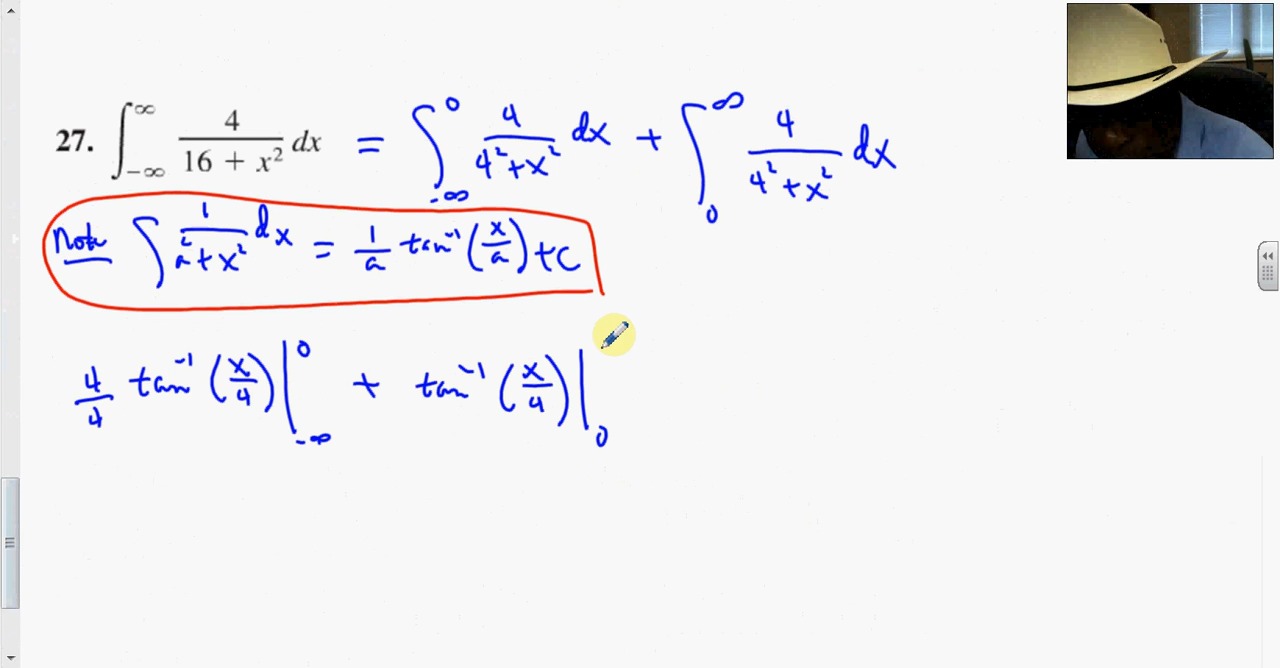 27. ∫_{-∞}^{∞} 4/(16 + x²) dx = ∫_{-∞}^{0} 4/(4²+x²) dx + ∫_{0}^{∞} 4/(4²+x²) dx
Note ∫ 1/(a²+x²) dx = 1/a tan⁻¹(x/a) + C
4/4 tan⁻¹(x/4) |_{-∞}^{0} + tan⁻¹(x/4) |_{0}